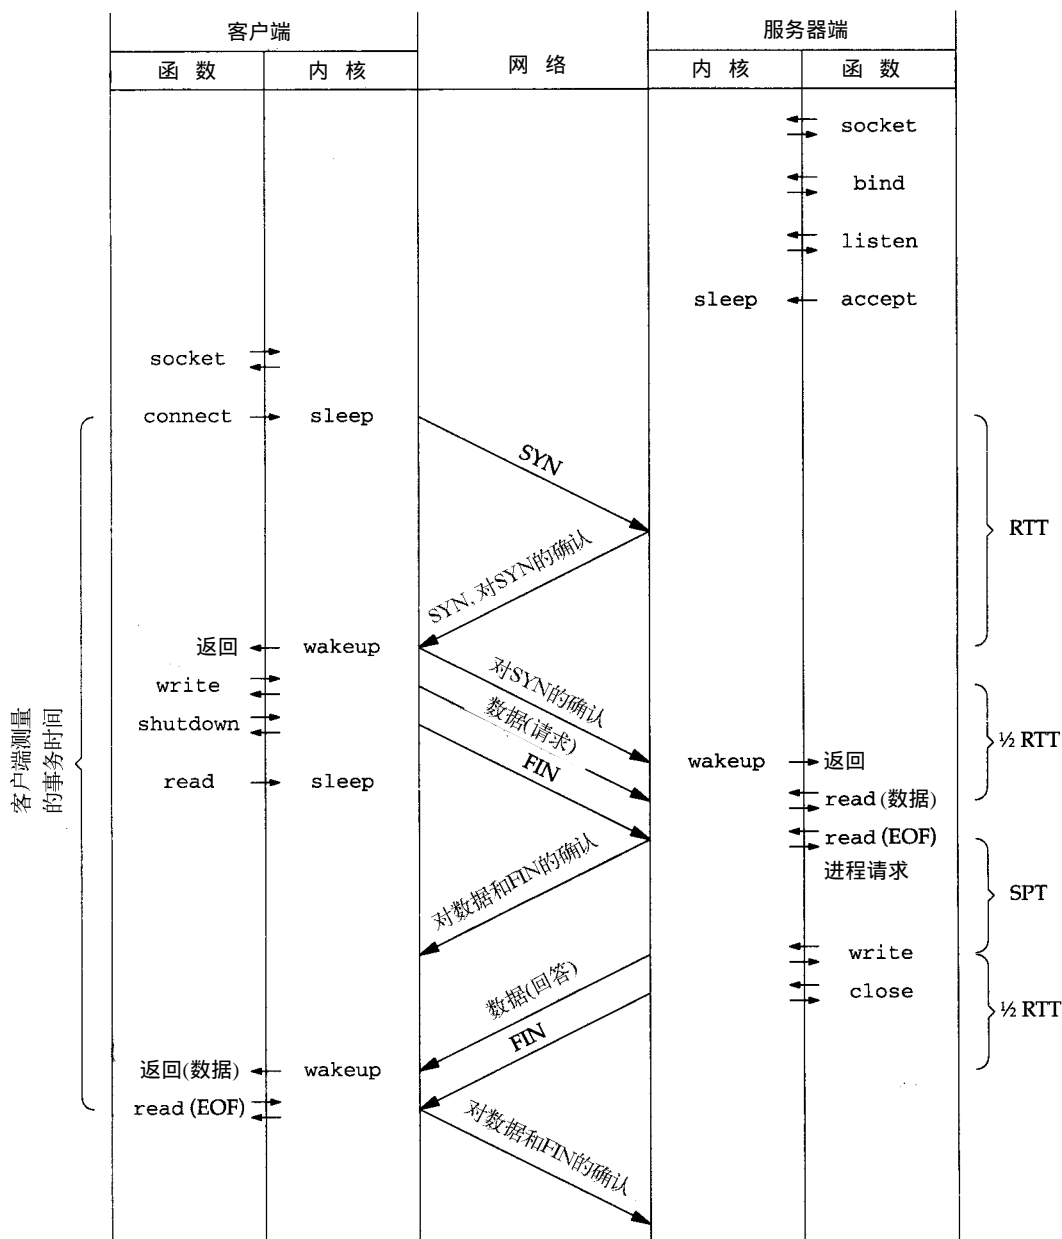 客户端
服务器端
函 数
内 核
网 络
内 核
函 数
socket
bind
listen
sleep
accept
socket
connect
sleep
SYN
RTT
SYN, 对SYN的确认
返回
wakeup
对SYN的确认
write
数据(请求)
shutdown
FIN
½ RTT
客户端测量
的事务时间
wakeup
返回
read
sleep
read (数据)
read (EOF)
对数据和FIN的确认
进程请求
SPT
write
数据(回答)
close
½ RTT
FIN
返回(数据)
wakeup
read (EOF)
对数据和FIN的确认